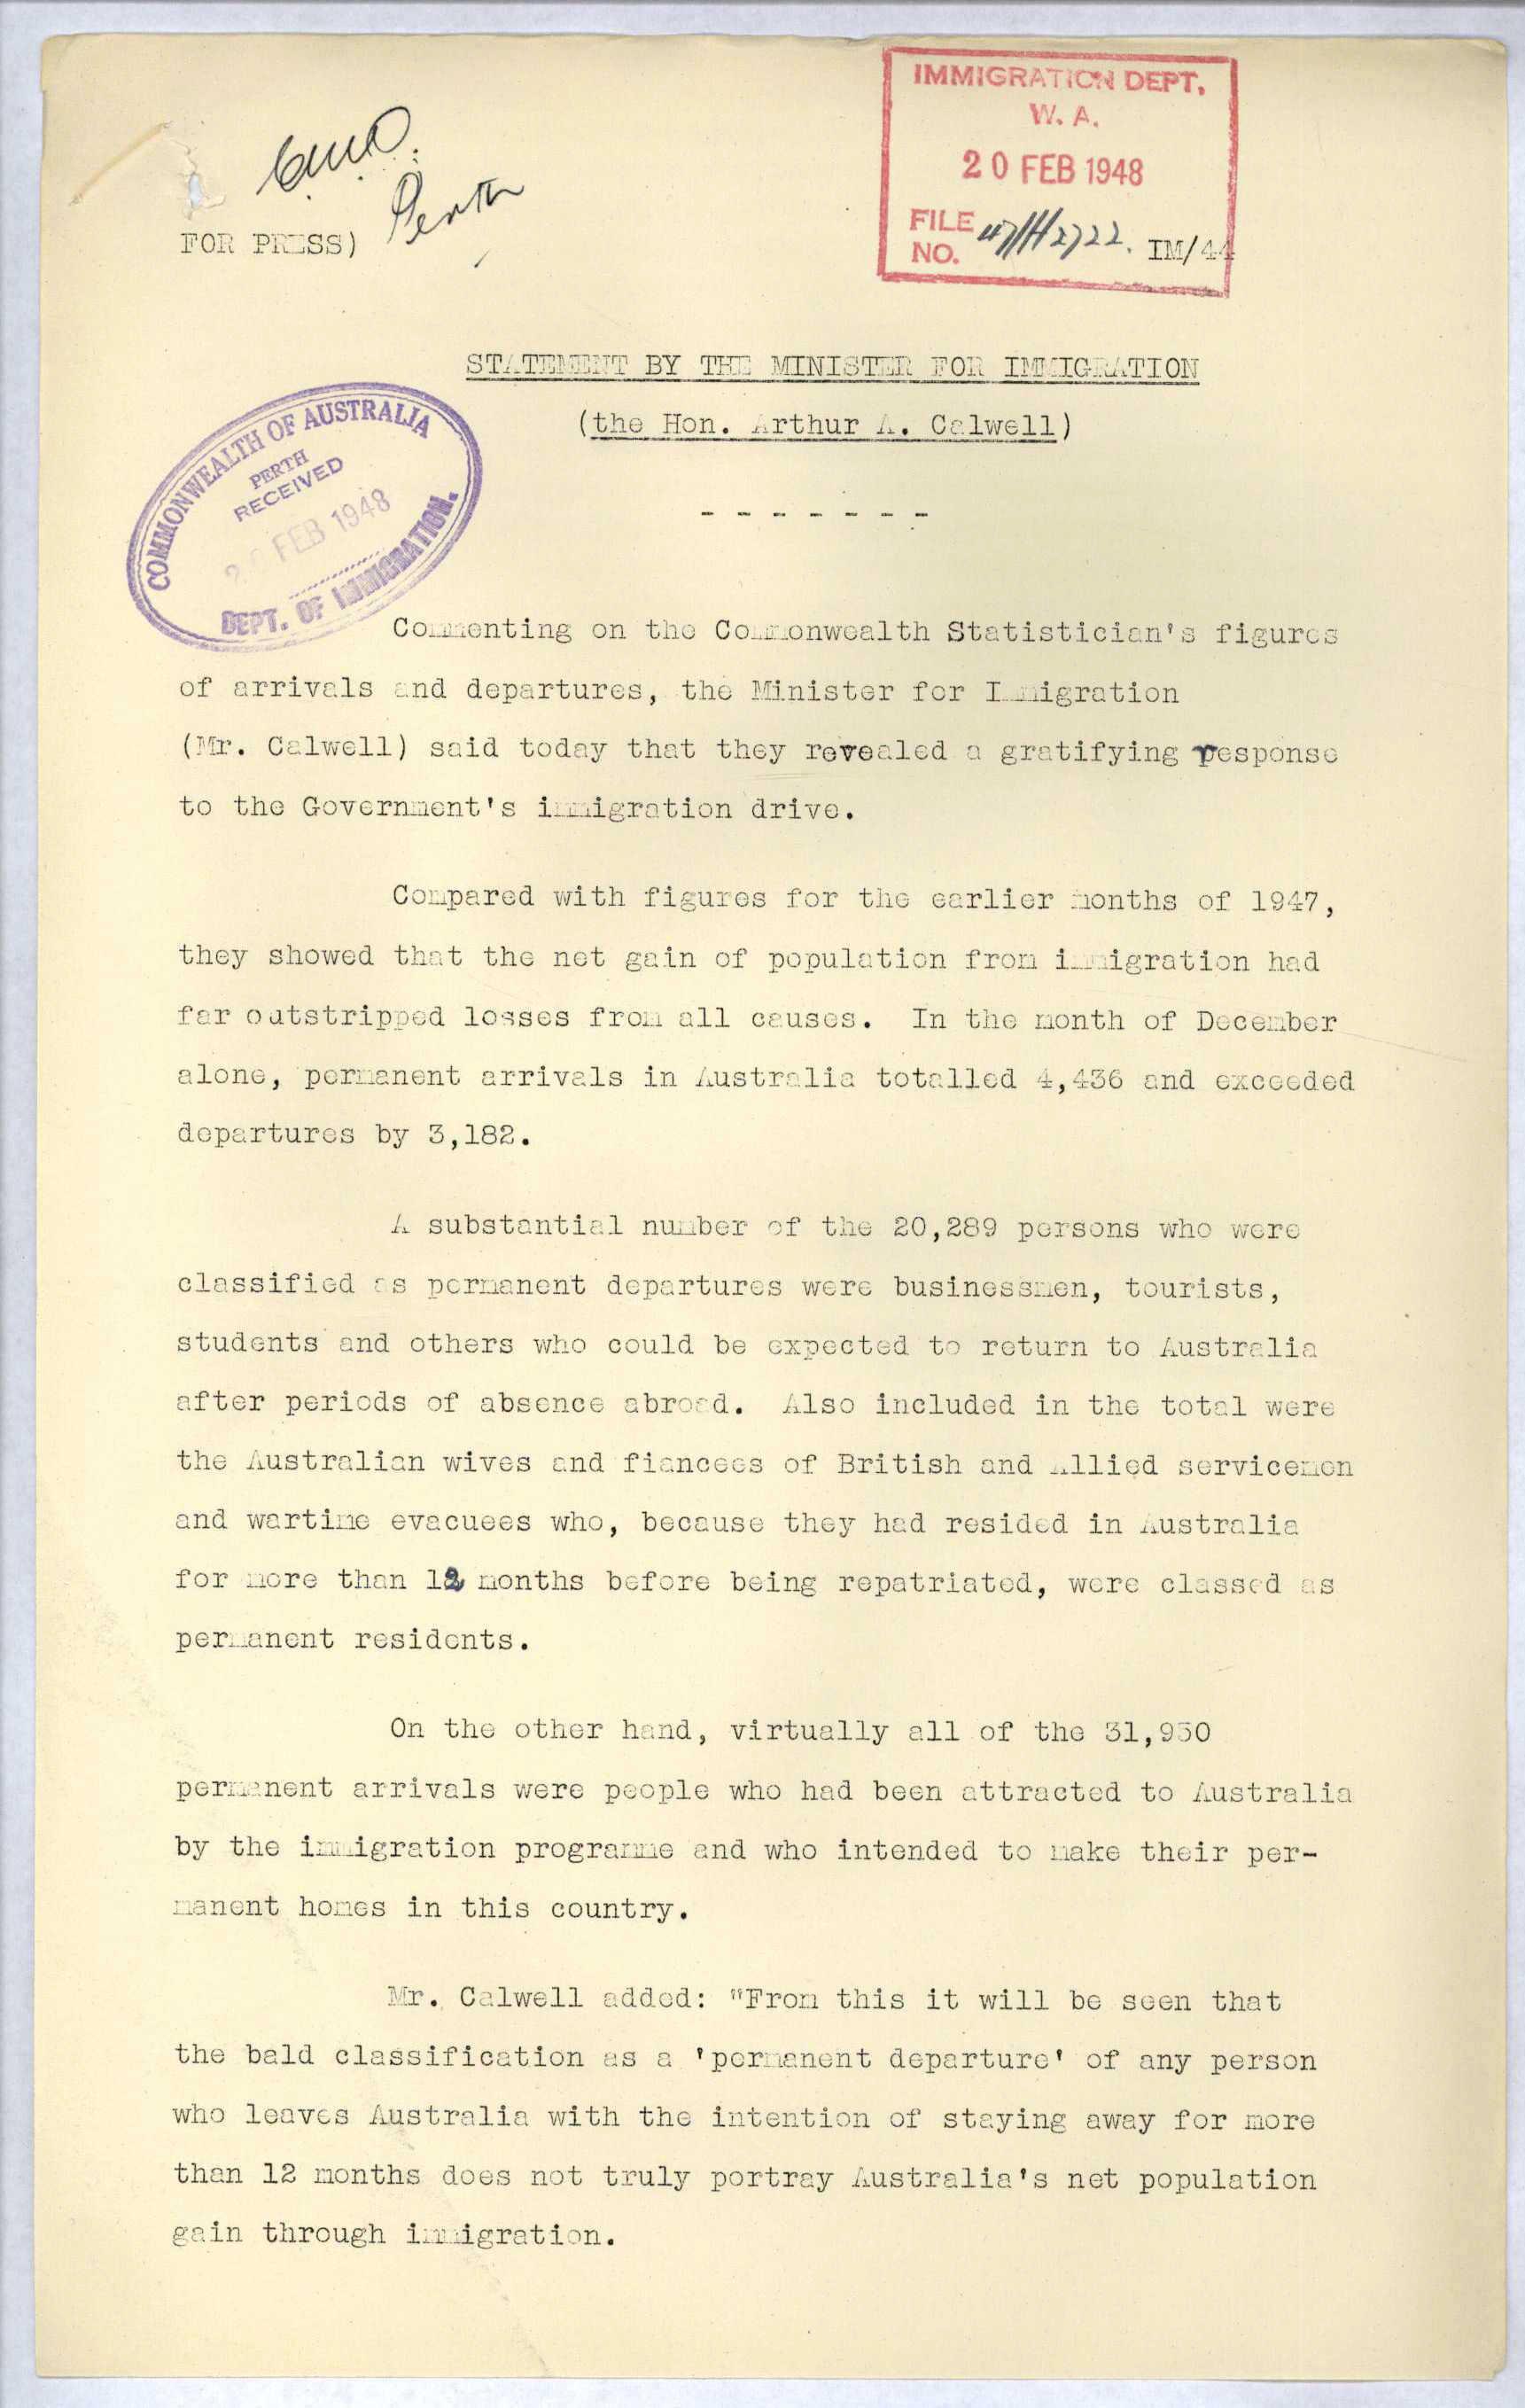 IMMIGRATION DEPT.
W. A.
20 FEB 1948
FILE
NO.
IM/44
Perth
FOR PRESS)
STATEMENT BY THE MINISTER FOR IMMIGRATION
(the Hon. Arthur A. Calwell)
- - - - - - -
COMMONWEALTH OF AUSTRALIA
PERTH
RECEIVED
20 FEB 1948
DEPT. OF IMMIGRATION.
Commenting on the Commonwealth Statistician's figures
of arrivals and departures, the Minister for Immigration
(Mr. Calwell) said today that they revealed a gratifying response
to the Government's immigration drive.
Compared with figures for the earlier months of 1947,
they showed that the net gain of population from immigration had
far outstripped losses from all causes. In the month of December
alone, permanent arrivals in Australia totalled 4,436 and exceeded
departures by 3,182.
A substantial number of the 20,289 persons who were
classified as permanent departures were businessmen, tourists,
students and others who could be expected to return to Australia
after periods of absence abroad. Also included in the total were
the Australian wives and fiancees of British and Allied servicemen
and wartime evacuees who, because they had resided in Australia
for more than 12 months before being repatriated, were classed as
permanent residents.
On the other hand, virtually all of the 31,950
permanent arrivals were people who had been attracted to Australia
by the immigration programme and who intended to make their per-
manent homes in this country.
Mr. Calwell added: "From this it will be seen that
the bald classification as a 'permanent departure' of any person
who leaves Australia with the intention of staying away for more
than 12 months does not truly portray Australia's net population
gain through immigration.